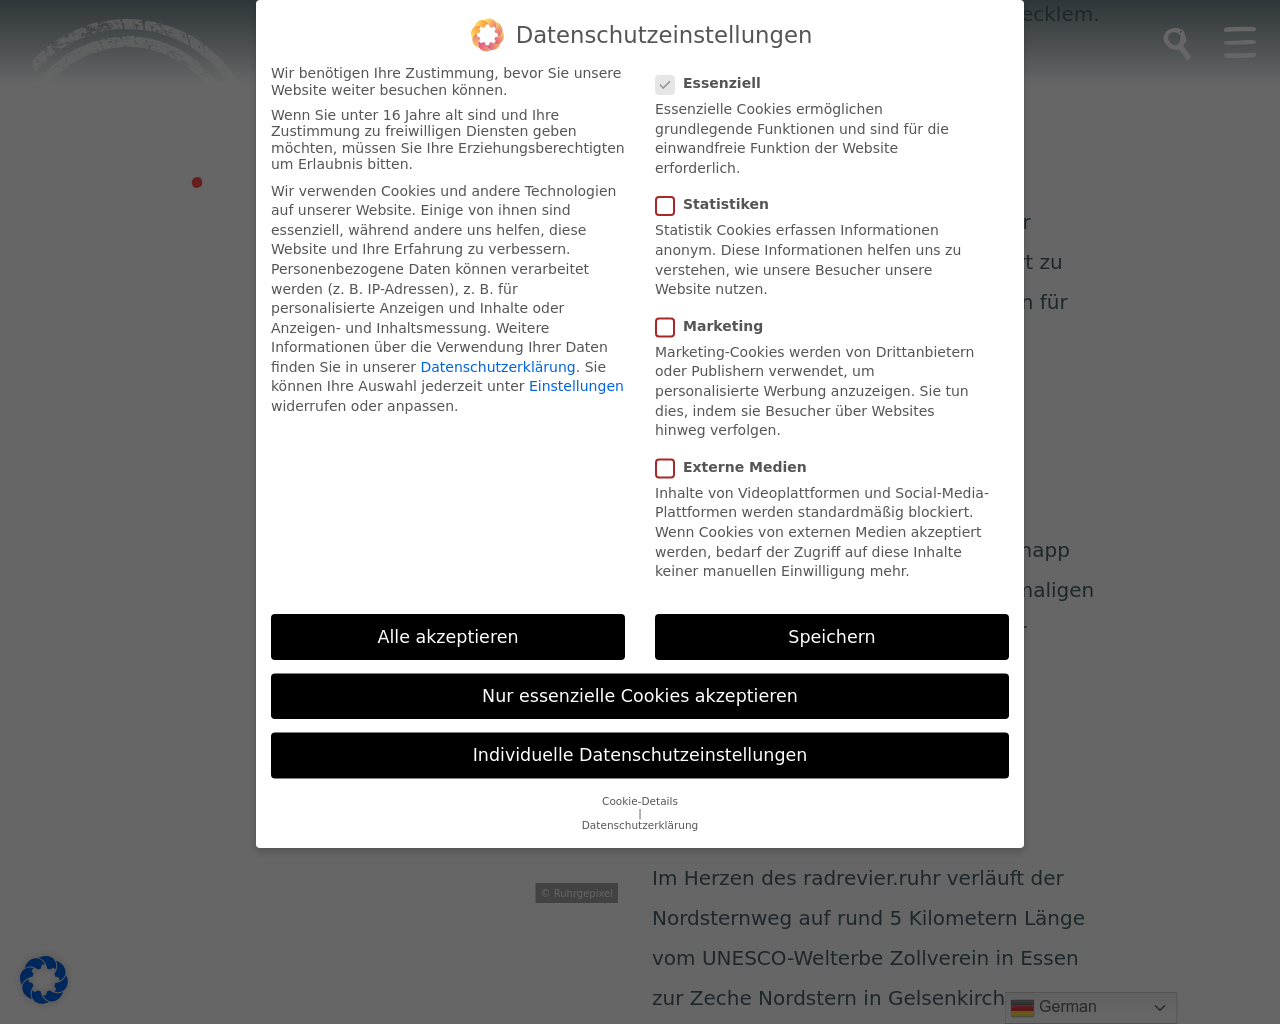 ecklem.
Datenschutzeinstellungen
Wir benötigen Ihre Zustimmung, bevor Sie unsere
Website weiter besuchen können.
Wenn Sie unter 16 Jahre alt sind und Ihre
Zustimmung zu freiwilligen Diensten geben
möchten, müssen Sie Ihre Erziehungsberechtigten
um Erlaubnis bitten.
Wir verwenden Cookies und andere Technologien
auf unserer Website. Einige von ihnen sind
essenziell, während andere uns helfen, diese
Website und Ihre Erfahrung zu verbessern.
Personenbezogene Daten können verarbeitet
werden (z. B. IP-Adressen), z. B. für
personalisierte Anzeigen und Inhalte oder
Anzeigen- und Inhaltsmessung. Weitere
Informationen über die Verwendung Ihrer Daten
finden Sie in unserer Datenschutzerklärung. Sie
können Ihre Auswahl jederzeit unter Einstellungen
widerrufen oder anpassen.
Essenziell
Essenzielle Cookies ermöglichen
grundlegende Funktionen und sind für die
einwandfreie Funktion der Website
erforderlich.
Statistiken
Statistik Cookies erfassen Informationen
anonym. Diese Informationen helfen uns zu
verstehen, wie unsere Besucher unsere
Website nutzen.
Marketing
Marketing-Cookies werden von Drittanbietern
oder Publishern verwendet, um
personalisierte Werbung anzuzeigen. Sie tun
dies, indem sie Besucher über Websites
hinweg verfolgen.
Externe Medien
Inhalte von Videoplattformen und Social-Media-
Plattformen werden standardmäßig blockiert.
Wenn Cookies von externen Medien akzeptiert
werden, bedarf der Zugriff auf diese Inhalte
keiner manuellen Einwilligung mehr.
r
t zu
n für
napp
maligen
Alle akzeptieren
Speichern
Nur essenzielle Cookies akzeptieren
Individuelle Datenschutzeinstellungen
Cookie-Details
|
Datenschutzerklärung
© Ruhrgepixel
Im Herzen des radrevier.ruhr verläuft der
Nordsternweg auf rund 5 Kilometern Länge
vom UNESCO-Welterbe Zollverein in Essen
zur Zeche Nordstern in Gelsenkirch
German